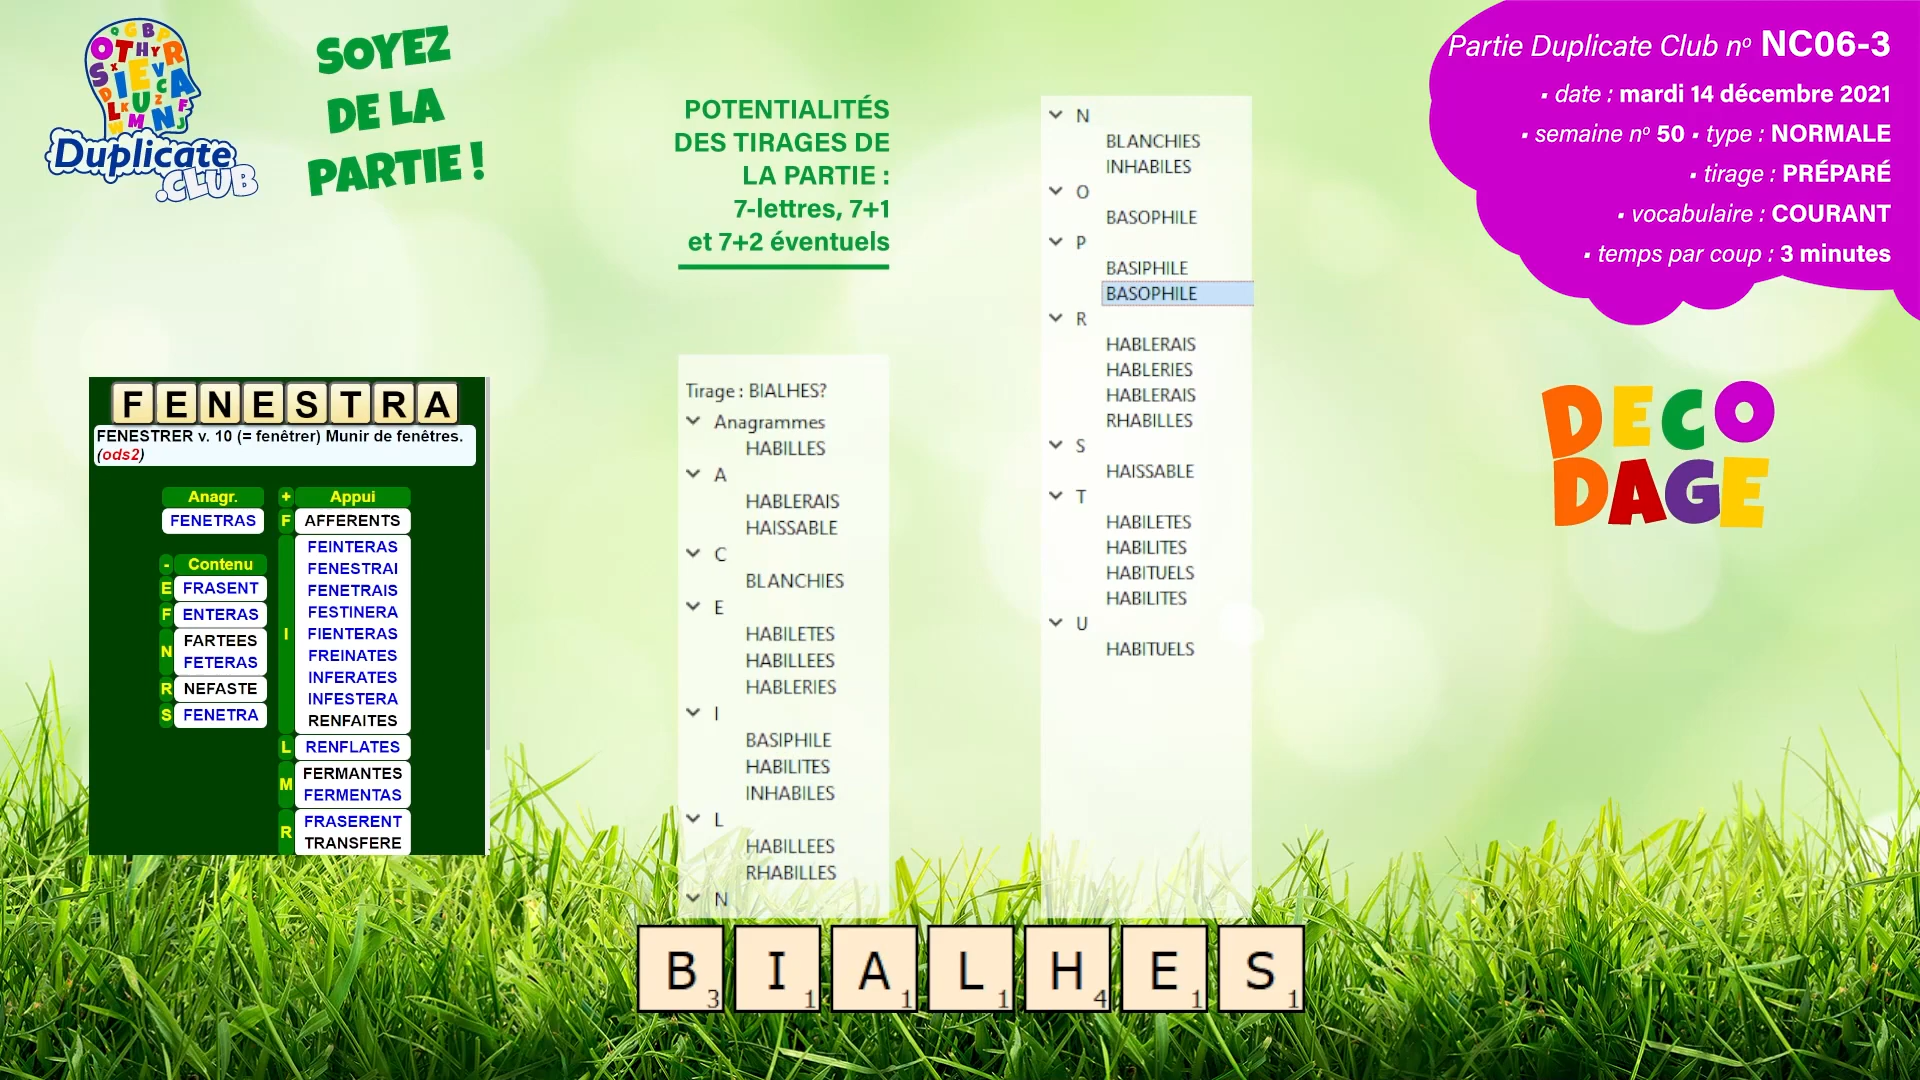 Duplicate
.CLUB
SOYEZ
DE LA
PARTIE !
POTENTIALITÉS
DES TIRAGES DE
LA PARTIE :
7-lettres, 7+1
et 7+2 éventuels
Partie Duplicate Club nº NC06-3
• date : mardi 14 décembre 2021
• semaine nº 50 • type : NORMALE
• tirage : PRÉPARÉ
• vocabulaire : COURANT
• temps par coup : 3 minutes
DECO
DAGE
FENESTRA
FENESTRER v. 10 (= fenêtrer) Munir de fenêtres.
(ods2)
Anagr.
FENETRAS
- Contenu
E FRASENT
F ENTERAS
N FARTEES
FETERAS
R NEFASTE
S FENETRA
+ Appui
F AFFERENTS
I FEINTERAS
FENESTRAI
FENETRAIS
FESTINERA
FIENTERAS
FREINATES
INFERATES
INFESTERA
RENFAITES
L RENFLATES
M FERMANTES
FERMENTAS
R FRASERENT
TRANSFERE
Tirage : BIALHES?
Anagrammes
HABILLES
A
HABLERAIS
HAISSABLE
C
BLANCHIES
E
HABILETES
HABILLEES
HABLERIES
I
BASIPHILE
HABILITES
INHABILES
L
HABILLEES
RHABILLES
N
N
BLANCHIES
INHABILES
O
BASOPHILE
P
BASIPHILE
BASOPHILE
R
HABLERAIS
HABLERIES
HABLERAIS
RHABILLES
S
HAISSABLE
T
HABILETES
HABILITES
HABITUELS
HABILITES
U
HABITUELS
B3 I1 A1 L1 H4 E1 S1